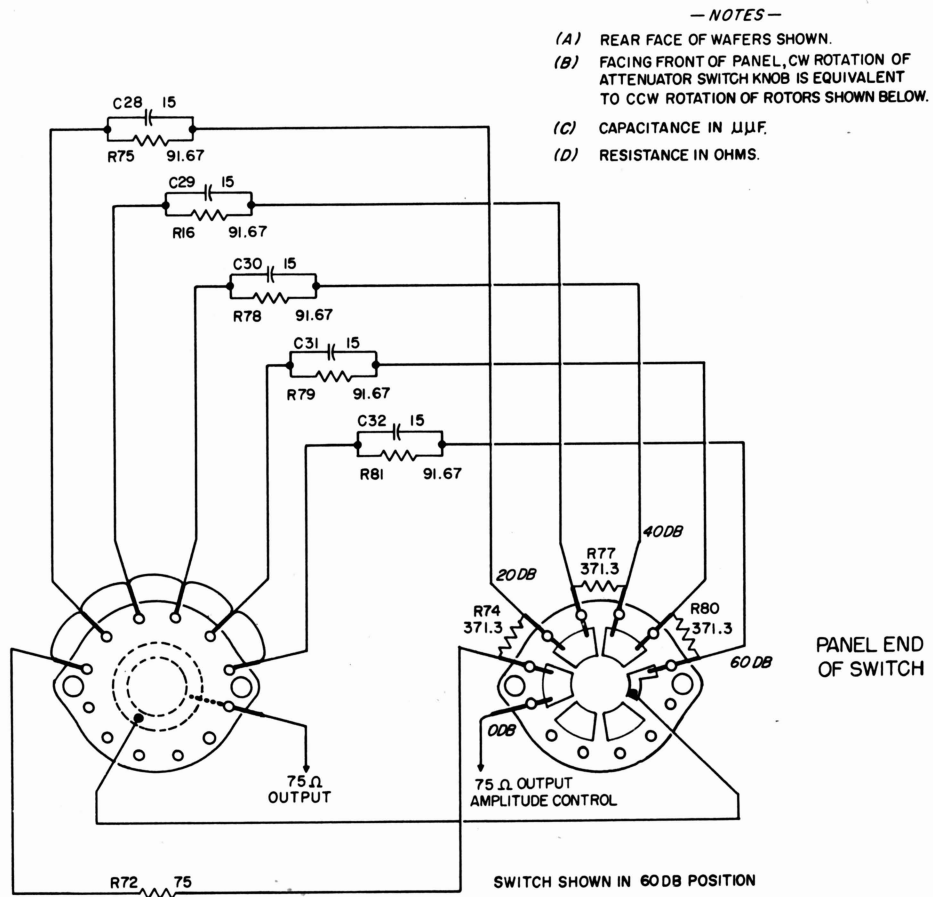 — NOTES —
(A) REAR FACE OF WAFERS SHOWN.
(B) FACING FRONT OF PANEL, CW ROTATION OF
ATTENUATOR SWITCH KNOB IS EQUIVALENT
TO CCW ROTATION OF ROTORS SHOWN BELOW.
(C) CAPACITANCE IN µµF.
(D) RESISTANCE IN OHMS.
C28 15
R75 91.67
C29 15
R16 91.67
C30 15
R78 91.67
C31 15
R79 91.67
C32 15
R81 91.67
40DB
R77
371.3
20DB
R74
371.3
R80
371.3
60DB
PANEL END
OF SWITCH
0DB
75Ω
OUTPUT
75Ω OUTPUT
AMPLITUDE CONTROL
R72 75
SWITCH SHOWN IN 60DB POSITION